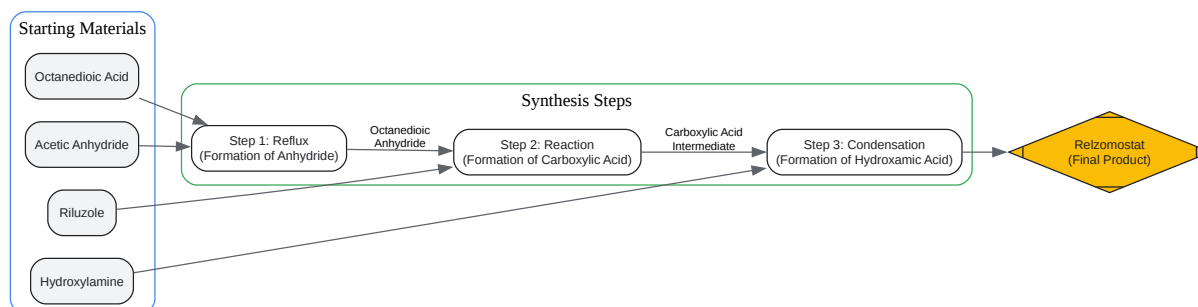 Starting Materials
Octanedioic Acid
Acetic Anhydride
Riluzole
Hydroxylamine
Synthesis Steps
Step 1: Reflux
(Formation of Anhydride)
Octanedioic
Anhydride
Step 2: Reaction
(Formation of Carboxylic Acid)
Carboxylic Acid
Intermediate
Step 3: Condensation
(Formation of Hydroxamic Acid)
Relzomostat
(Final Product)